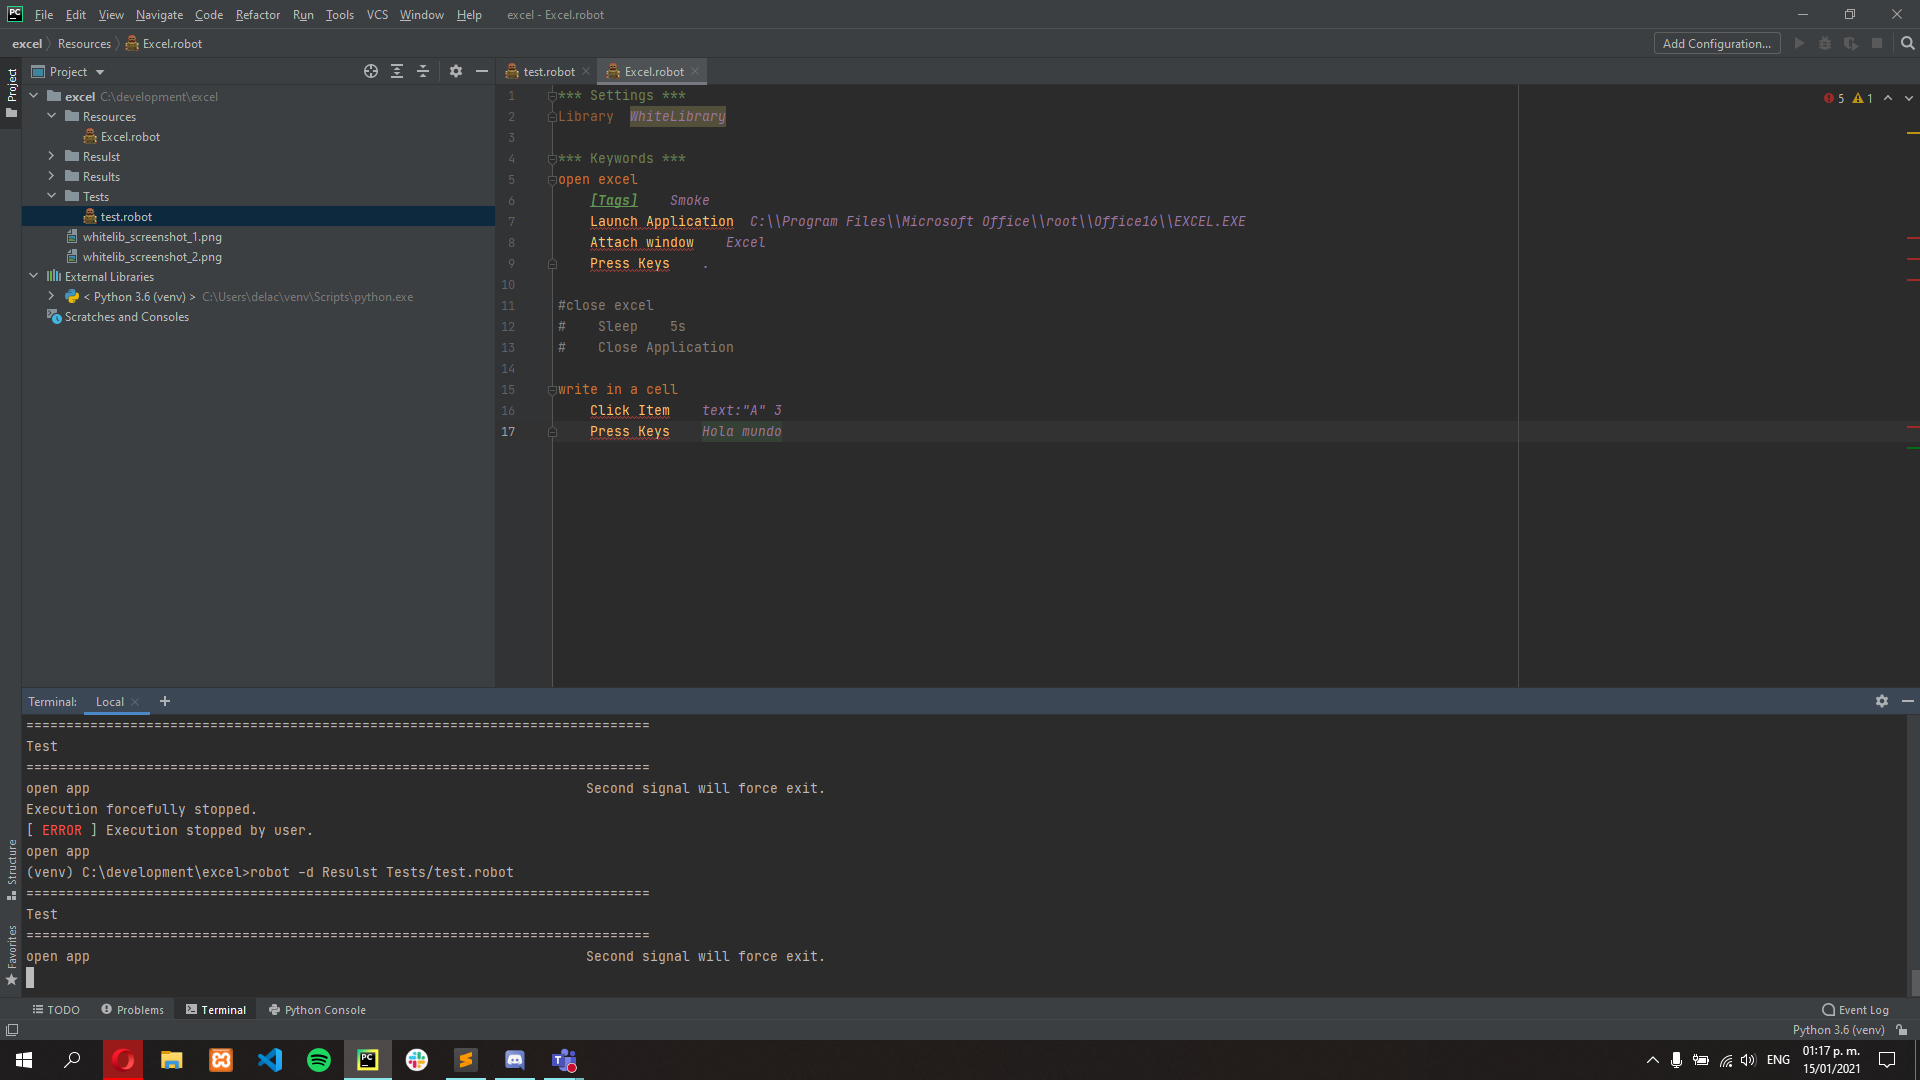 PC File Edit View Navigate Code Refactor Run Tools VCS Window Help excel - Excel.robot
excel Resources Excel.robot Add Configuration...
Project
Project
excel C:\development\excel
Resources
Excel.robot
Resulst
Results
Tests
test.robot
whitelib_screenshot_1.png
whitelib_screenshot_2.png
External Libraries
< Python 3.6 (venv) > C:\Users\delac\venv\Scripts\python.exe
Scratches and Consoles
test.robot Excel.robot
5 1
1 *** Settings ***
2 Library WhiteLibrary
3
4 *** Keywords ***
5 open excel
6 [Tags] Smoke
7 Launch Application C:\\Program Files\\Microsoft Office\\root\\Office16\\EXCEL.EXE
8 Attach window Excel
9 Press Keys .
10
11 #close excel
12 # Sleep 5s
13 # Close Application
14
15 write in a cell
16 Click Item text:"A" 3
17 Press Keys Hola mundo
Terminal: Local +
==============================================================================
Test
==============================================================================
open app Second signal will force exit.
Execution forcefully stopped.
[ ERROR ] Execution stopped by user.
open app
(venv) C:\development\excel>robot -d Resulst Tests/test.robot
==============================================================================
Test
==============================================================================
open app Second signal will force exit.
Structure
Favorites
TODO Problems Terminal Python Console Event Log
Python 3.6 (venv)
PC T ENG 01:17 p. m.
15/01/2021